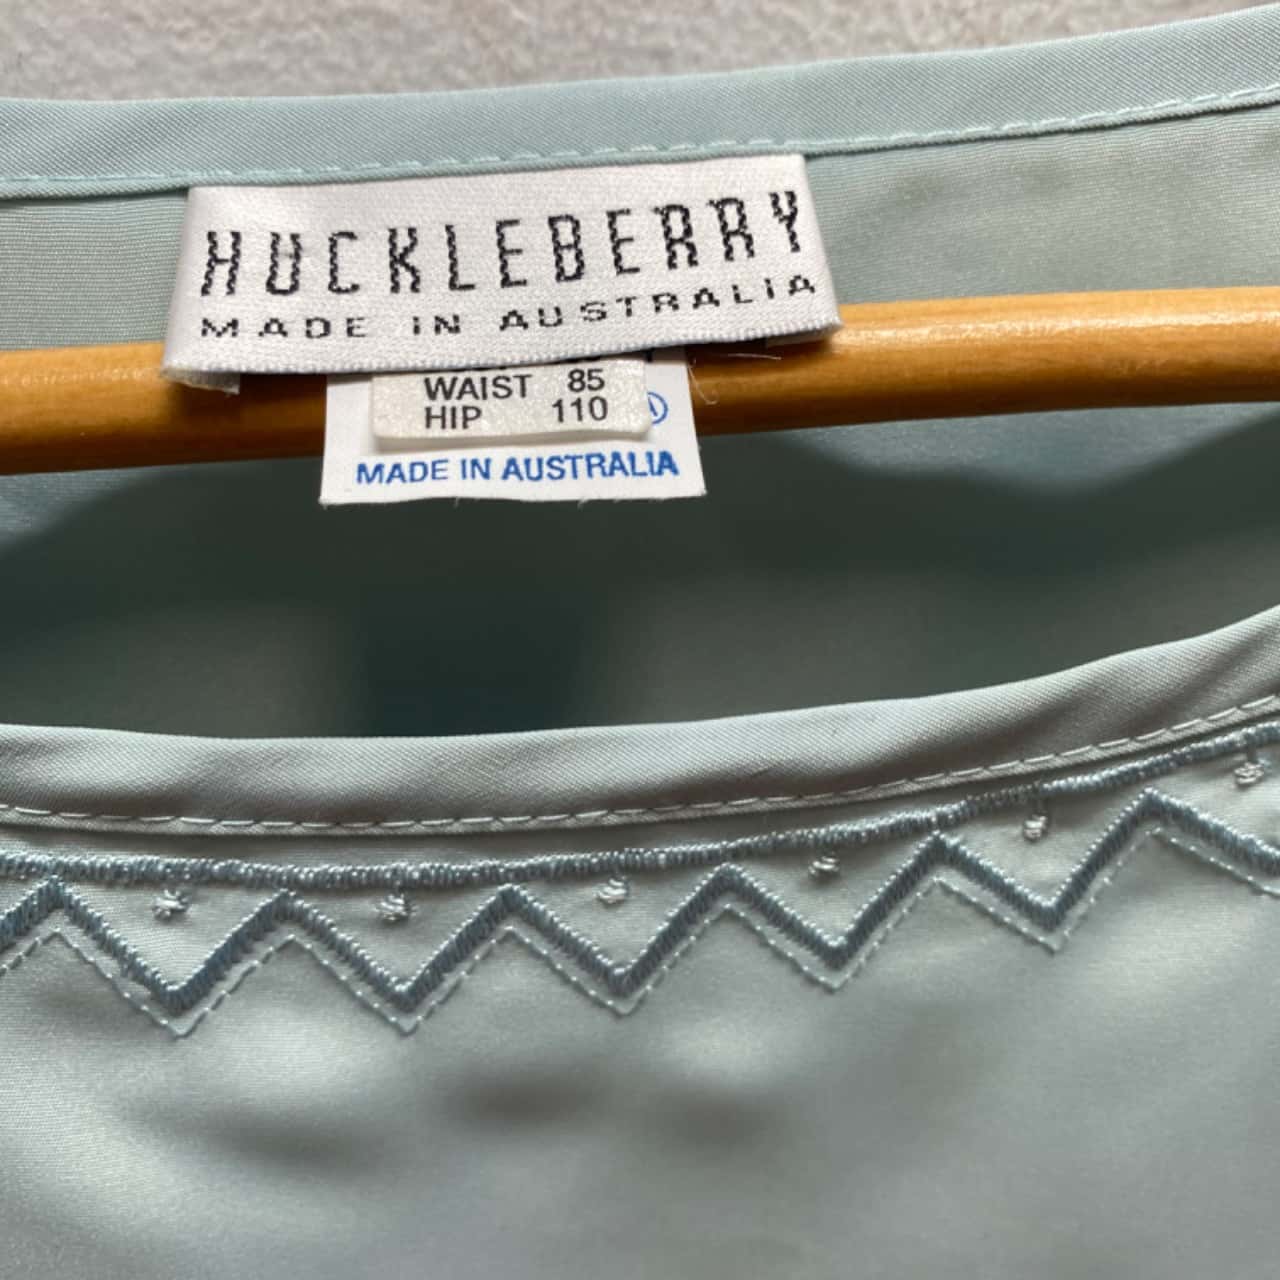 HUCKLEBERRY
MADE IN AUSTRALIA
WAIST 85
HIP 110
MADE IN AUSTRALIA